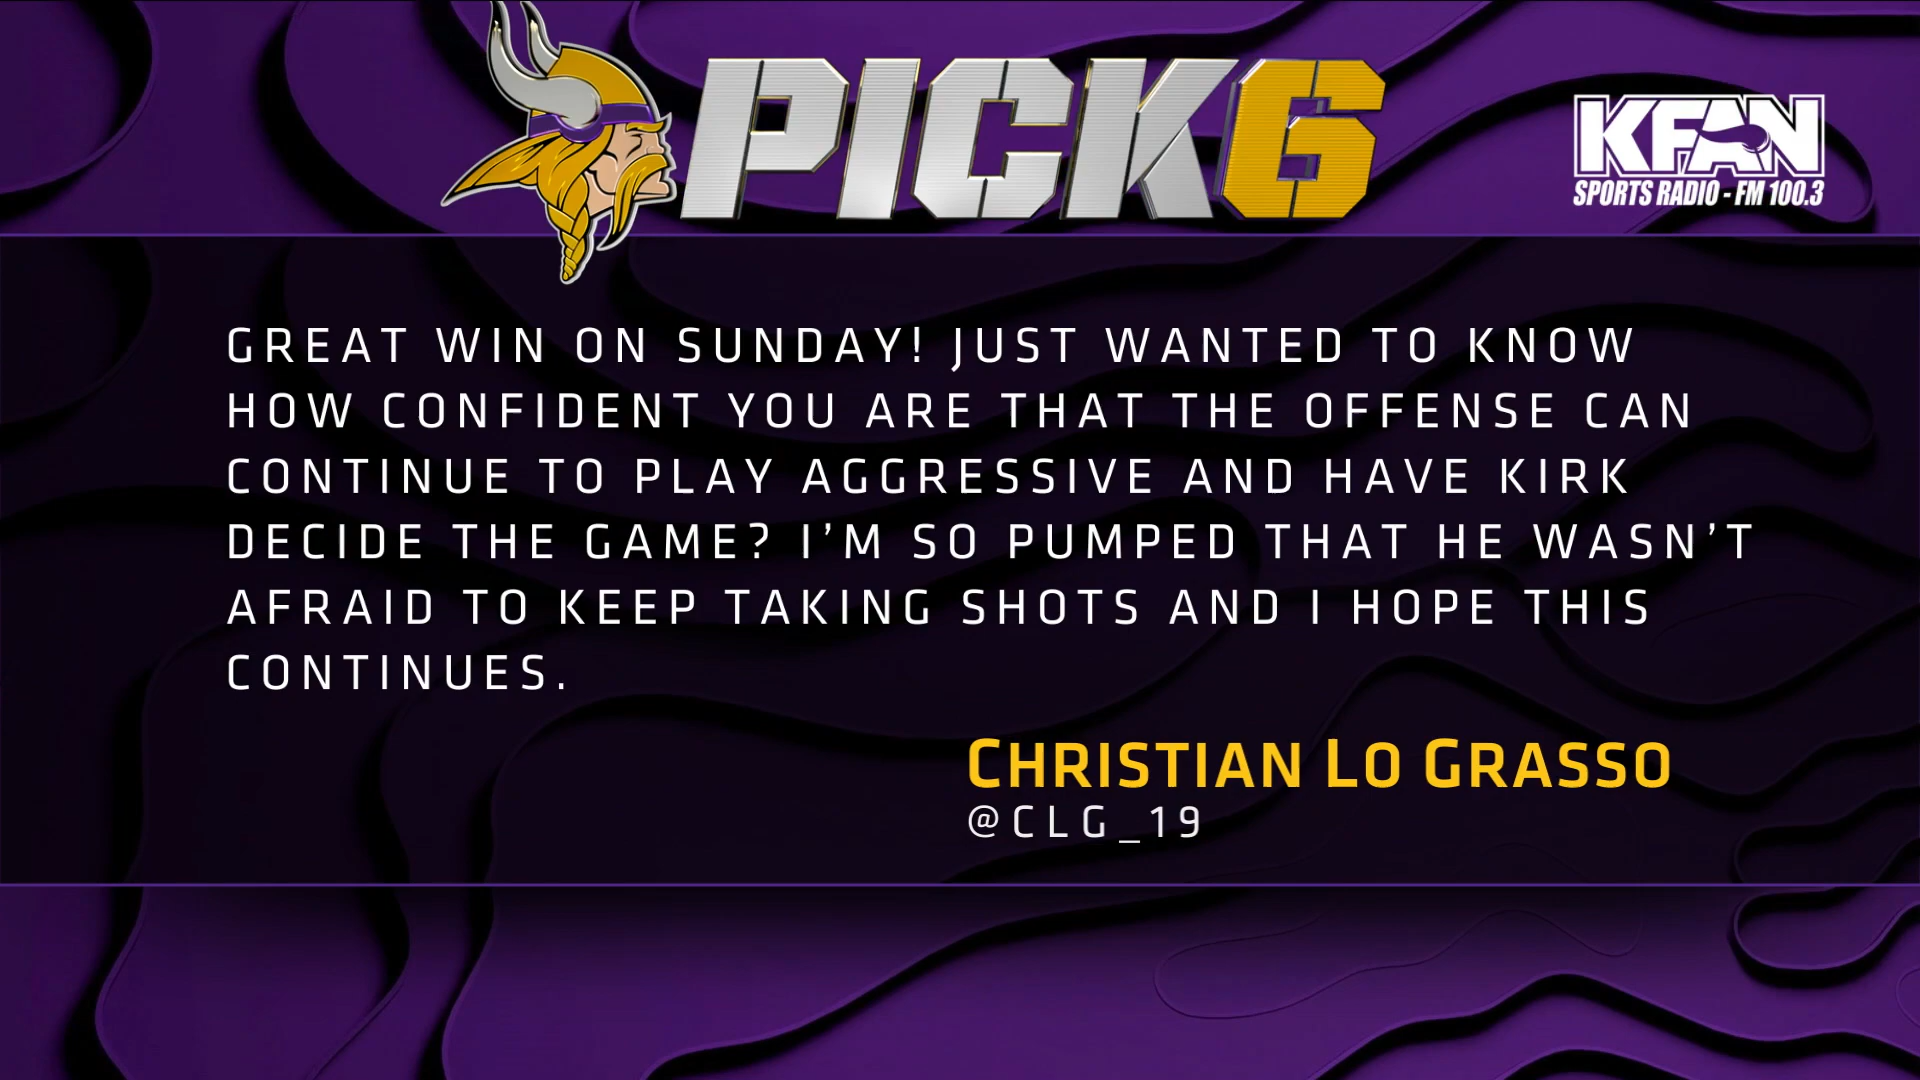 PICK6
KFAN
SPORTS RADIO - FM 100.3
GREAT WIN ON SUNDAY! JUST WANTED TO KNOW
HOW CONFIDENT YOU ARE THAT THE OFFENSE CAN
CONTINUE TO PLAY AGGRESSIVE AND HAVE KIRK
DECIDE THE GAME? I’M SO PUMPED THAT HE WASN’T
AFRAID TO KEEP TAKING SHOTS AND I HOPE THIS
CONTINUES.
CHRISTIAN LO GRASSO
@CLG_19